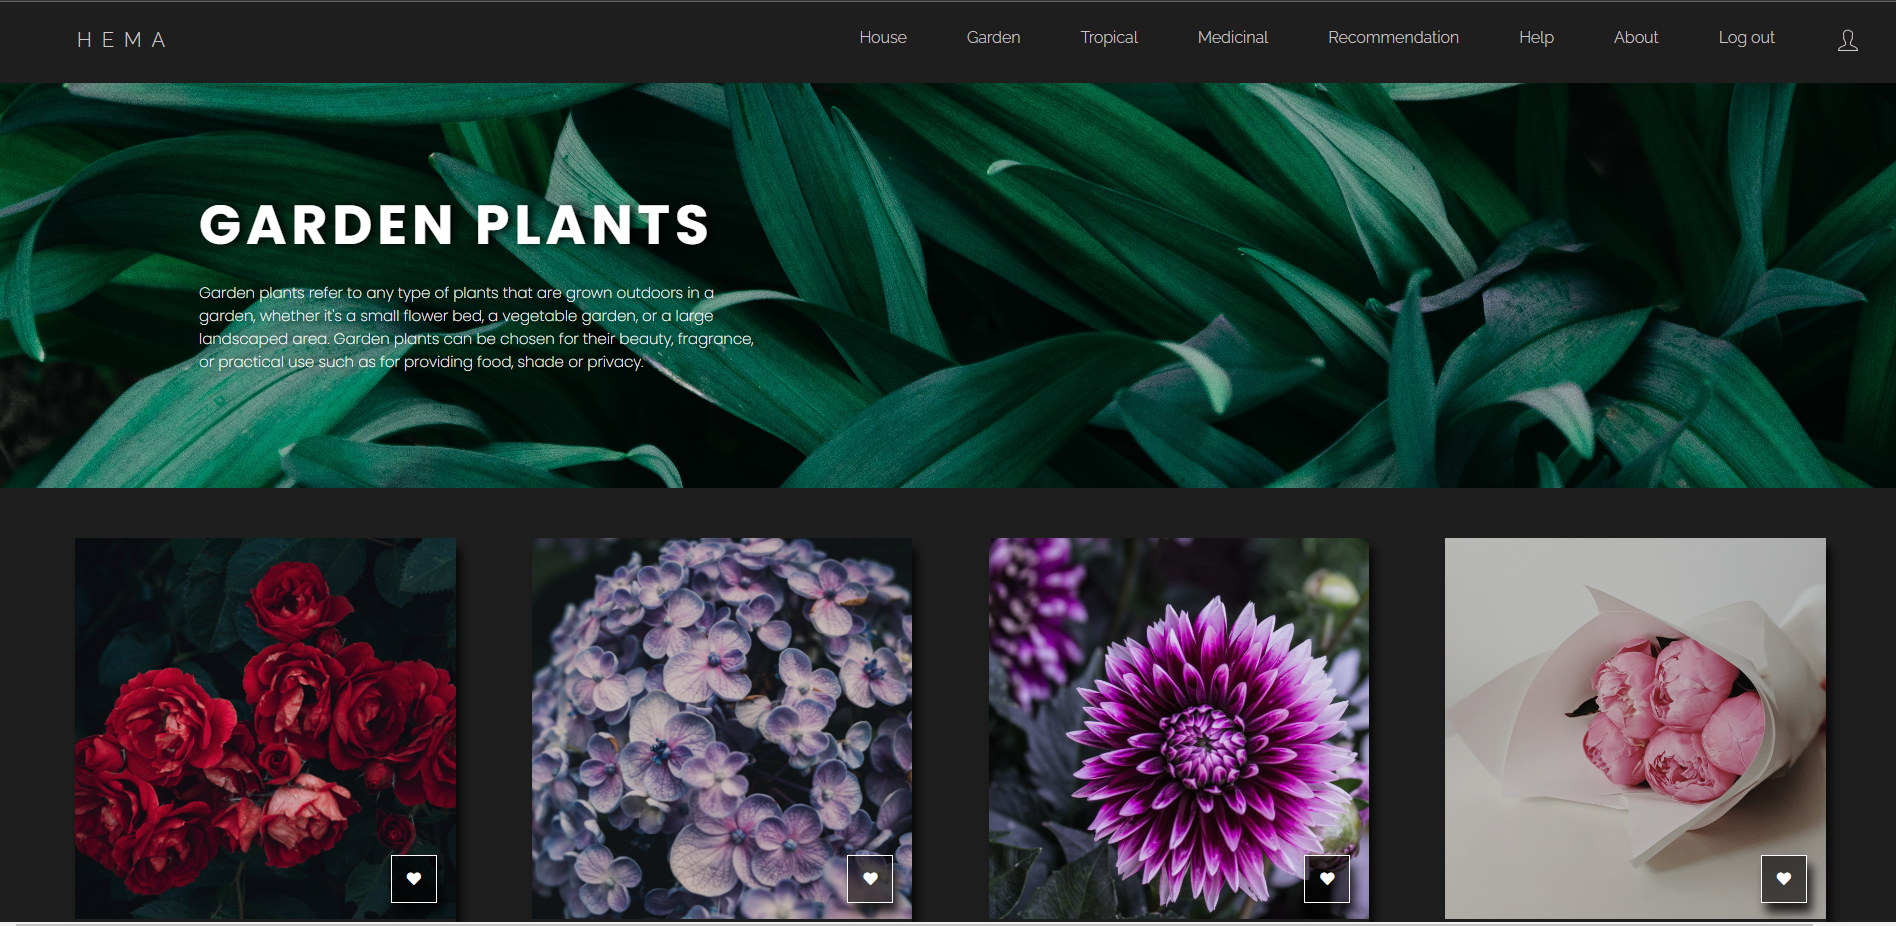 HEMA
House Garden Tropical Medicinal Recommendation Help About Log out
GARDEN PLANTS
Garden plants refer to any type of plants that are grown outdoors in a
garden, whether it's a small flower bed, a vegetable garden, or a large
landscaped area. Garden plants can be chosen for their beauty, fragrance,
or practical use such as for providing food, shade or privacy.